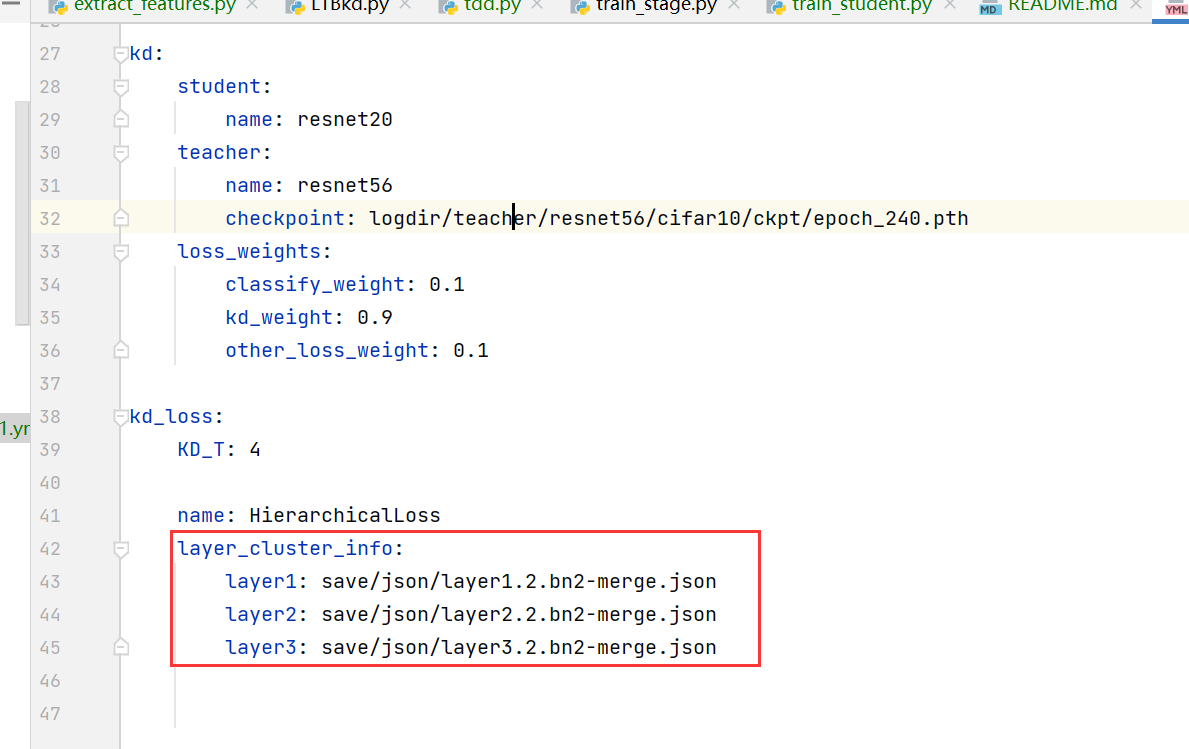 extract_features.py LTBkd.py tdd.py train_stage.py train_student.py MD README.md YML
27 kd:
28 student:
29 name: resnet20
30 teacher:
31 name: resnet56
32 checkpoint: logdir/teacher/resnet56/cifar10/ckpt/epoch_240.pth
33 loss_weights:
34 classify_weight: 0.1
35 kd_weight: 0.9
36 other_loss_weight: 0.1
37
38 kd_loss:
1.yr
39 KD_T: 4
40
41 name: HierarchicalLoss
42 layer_cluster_info:
43 layer1: save/json/layer1.2.bn2-merge.json
44 layer2: save/json/layer2.2.bn2-merge.json
45 layer3: save/json/layer3.2.bn2-merge.json
46
47